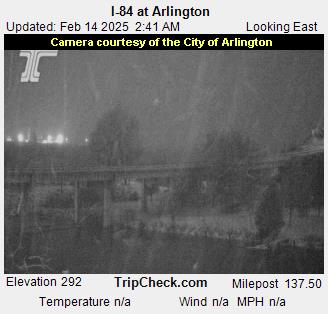 I-84 at Arlington
Updated: Feb 14 2025 2:41 AM Looking East
Camera courtesy of the City of Arlington
Elevation 292 TripCheck.com Milepost 137.50
Temperature n/a Wind n/a MPH n/a